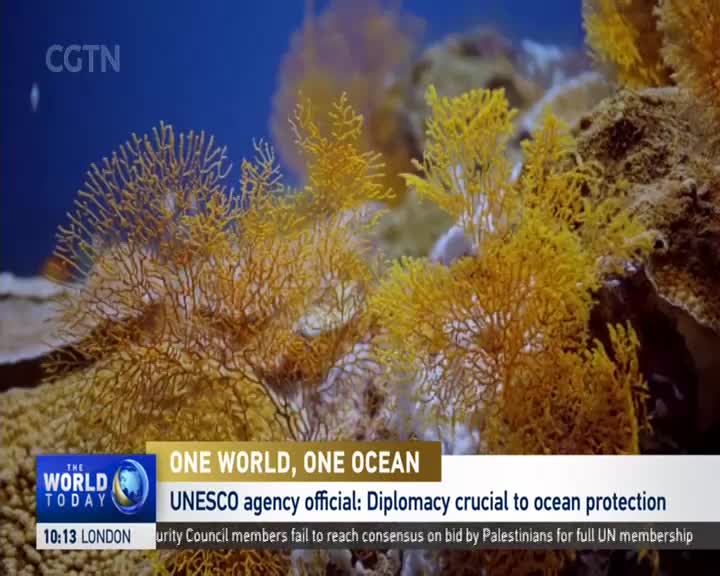 CGTN
ONE WORLD, ONE OCEAN
THE
WORLD
TODAY
UNESCO agency official: Diplomacy crucial to ocean protection
10:13 LONDON
urity Council members fail to reach consensus on bid by Palestinians for full UN membership